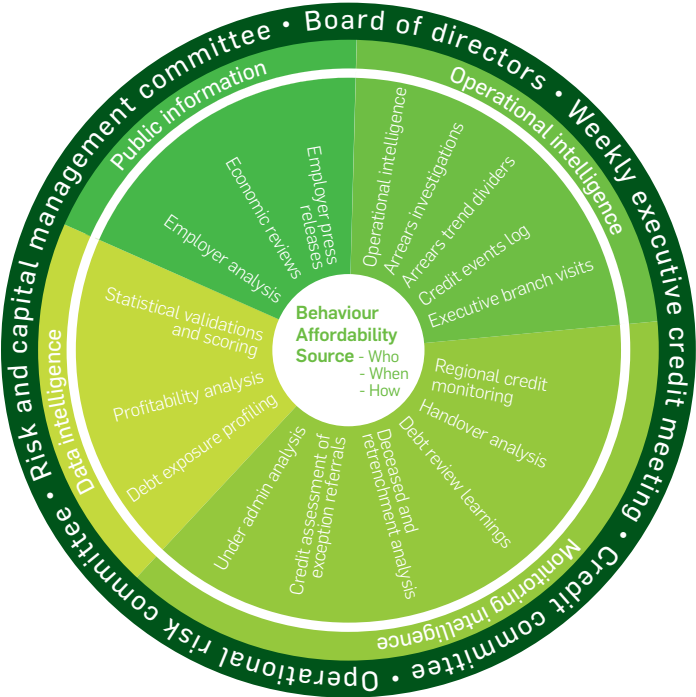 Board of directors • Weekly executive credit meeting • Credit committee • Operational risk committee • Risk and capital management committee •
Operational intelligence
Operational intelligence
Arrears investigations
Arrears trend dividers
Credit events log
Executive branch visits
Monitoring intelligence
Regional credit
monitoring
Handover analysis
Debt review learnings
Deceased and
retrenchment analysis
Credit assessment of
exception referrals
Under admin analysis
Data intelligence
Debt exposure profiling
Profitability analysis
Statistical validations
and scoring
Public information
Employer analysis
Economic reviews
Employer press
releases
Behaviour
Affordability
Source - Who
- When
- How